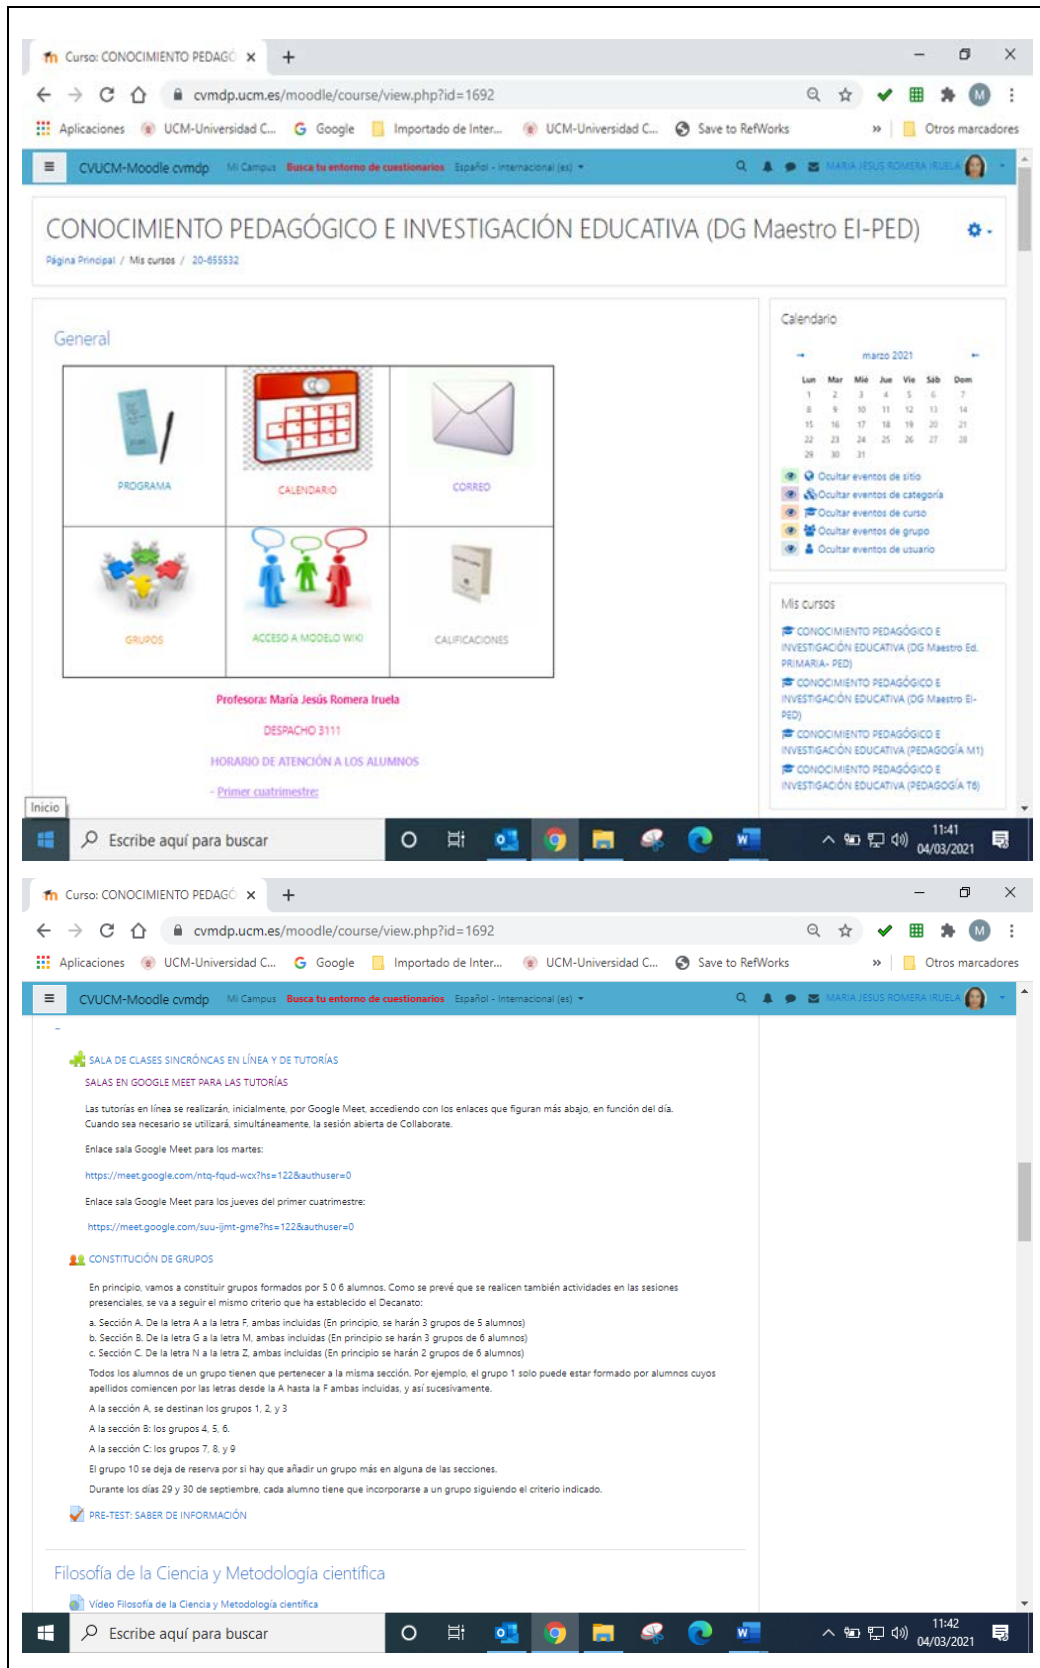 Curso: CONOCIMIENTO PEDAGÓ
cvmdp.ucm.es/moodle/course/view.php?id=1692
Aplicaciones UCM-Universidad C... Google Importado de Inter... UCM-Universidad C... Save to RefWorks » Otros marcadores
CVUCM-Moodle cvmdp Mi Campus Busca tu entorno de cuestionarios Español - Internacional (es) MARIA JESUS ROMERA IRUELA
CONOCIMIENTO PEDAGÓGICO E INVESTIGACIÓN EDUCATIVA (DG Maestro EI-PED)
Página Principal / Mis cursos / 20-655532
General
PROGRAMA
CALENDARIO
CORREO
GRUPOS
ACCESO A MODELO WIKI
CALIFICACIONES
Profesora: María Jesús Romera Iruela
DESPACHO 3111
HORARIO DE ATENCIÓN A LOS ALUMNOS
- Primer cuatrimestre:
Calendario
marzo 2021
Lun Mar Mié Jue Vie Sáb Dom
1 2 3 4 5 6 7
8 9 10 11 12 13 14
15 16 17 18 19 20 21
22 23 24 25 26 27 28
29 30 31
Ocultar eventos de sitio
Ocultar eventos de categoría
Ocultar eventos de curso
Ocultar eventos de grupo
Ocultar eventos de usuario
Mis cursos
CONOCIMIENTO PEDAGÓGICO E
INVESTIGACIÓN EDUCATIVA (DG Maestro Ed.
PRIMARIA- PED)
CONOCIMIENTO PEDAGÓGICO E
INVESTIGACIÓN EDUCATIVA (DG Maestro EI-
PED)
CONOCIMIENTO PEDAGÓGICO E
INVESTIGACIÓN EDUCATIVA (PEDAGOGÍA M1)
CONOCIMIENTO PEDAGÓGICO E
INVESTIGACIÓN EDUCATIVA (PEDAGOGÍA T6)
Inicio
Escribe aquí para buscar
11:41
04/03/2021
Curso: CONOCIMIENTO PEDAGÓ
cvmdp.ucm.es/moodle/course/view.php?id=1692
Aplicaciones UCM-Universidad C... Google Importado de Inter... UCM-Universidad C... Save to RefWorks » Otros marcadores
CVUCM-Moodle cvmdp Mi Campus Busca tu entorno de cuestionarios Español - Internacional (es) MARIA JESUS ROMERA IRUELA
SALA DE CLASES SINCRÓNCAS EN LÍNEA Y DE TUTORÍAS
SALAS EN GOOGLE MEET PARA LAS TUTORÍAS
Las tutorías en línea se realizarán, inicialmente, por Google Meet, accediendo con los enlaces que figuran más abajo, en función del día.
Cuando sea necesario se utilizará, simultáneamente, la sesión abierta de Collaborate.
Enlace sala Google Meet para los martes:
https://meet.google.com/ntq-fqud-wcx?hs=122&authuser=0
Enlace sala Google Meet para los jueves del primer cuatrimestre:
https://meet.google.com/suu-ijmt-gme?hs=122&authuser=0
CONSTITUCIÓN DE GRUPOS
En principio, vamos a constituir grupos formados por 5 0 6 alumnos. Como se prevé que se realicen también actividades en las sesiones
presenciales, se va a seguir el mismo criterio que ha establecido el Decanato:
a. Sección A. De la letra A a la letra F, ambas incluidas (En principio, se harán 3 grupos de 5 alumnos)
b. Sección B. De la letra G a la letra M, ambas incluidas (En principio se harán 3 grupos de 6 alumnos)
c. Sección C. De la letra N a la letra Z, ambas incluidas (En principio se harán 2 grupos de 6 alumnos)
Todos los alumnos de un grupo tienen que pertenecer a la misma sección. Por ejemplo, el grupo 1 solo puede estar formado por alumnos cuyos
apellidos comiencen por las letras desde la A hasta la F ambas incluidas, y así sucesivamente.
A la sección A, se destinan los grupos 1, 2, y 3
A la sección B: los grupos 4, 5, 6.
A la sección C: los grupos 7, 8, y 9
El grupo 10 se deja de reserva por si hay que añadir un grupo más en alguna de las secciones.
Durante los días 29 y 30 de septiembre, cada alumno tiene que incorporarse a un grupo siguiendo el criterio indicado.
PRE-TEST: SABER DE INFORMACIÓN
Filosofía de la Ciencia y Metodología científica
Vídeo Filosofía de la Ciencia y Metodología científica
Escribe aquí para buscar
11:42
04/03/2021